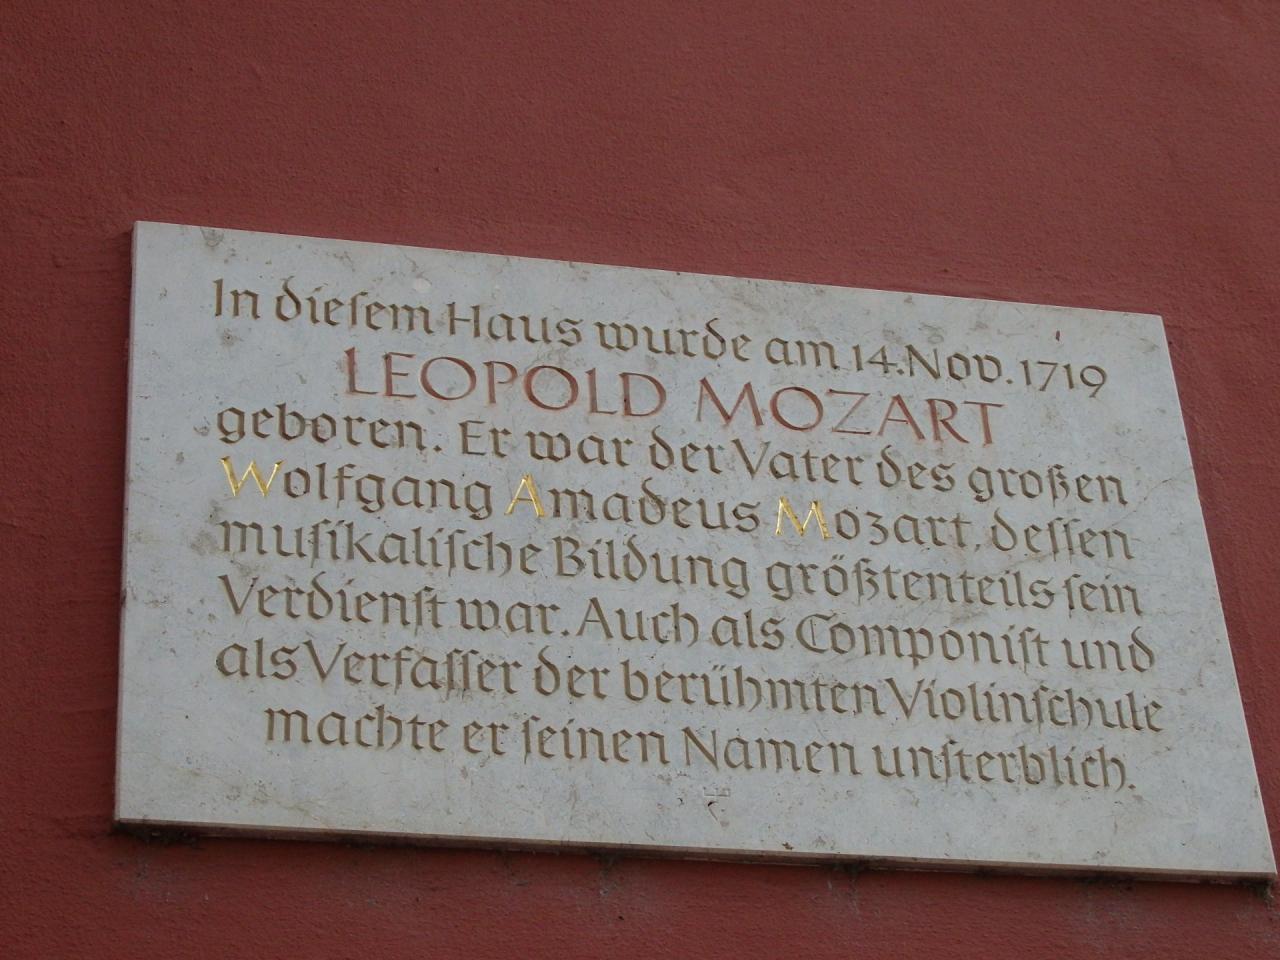 In dieſem Haus wurde am 14. Nov. 1719
LEOPOLD MOZART
geboren. Er war der Vater des großen
Wolfgang Amadeus Mozart, deſſen
muſikaliſche Bildung größtenteils ſein
Verdienſt war. Auch als Componiſt und
als Verfaſſer der berühmten Violinſchule
machte er ſeinen Namen unſterblich.